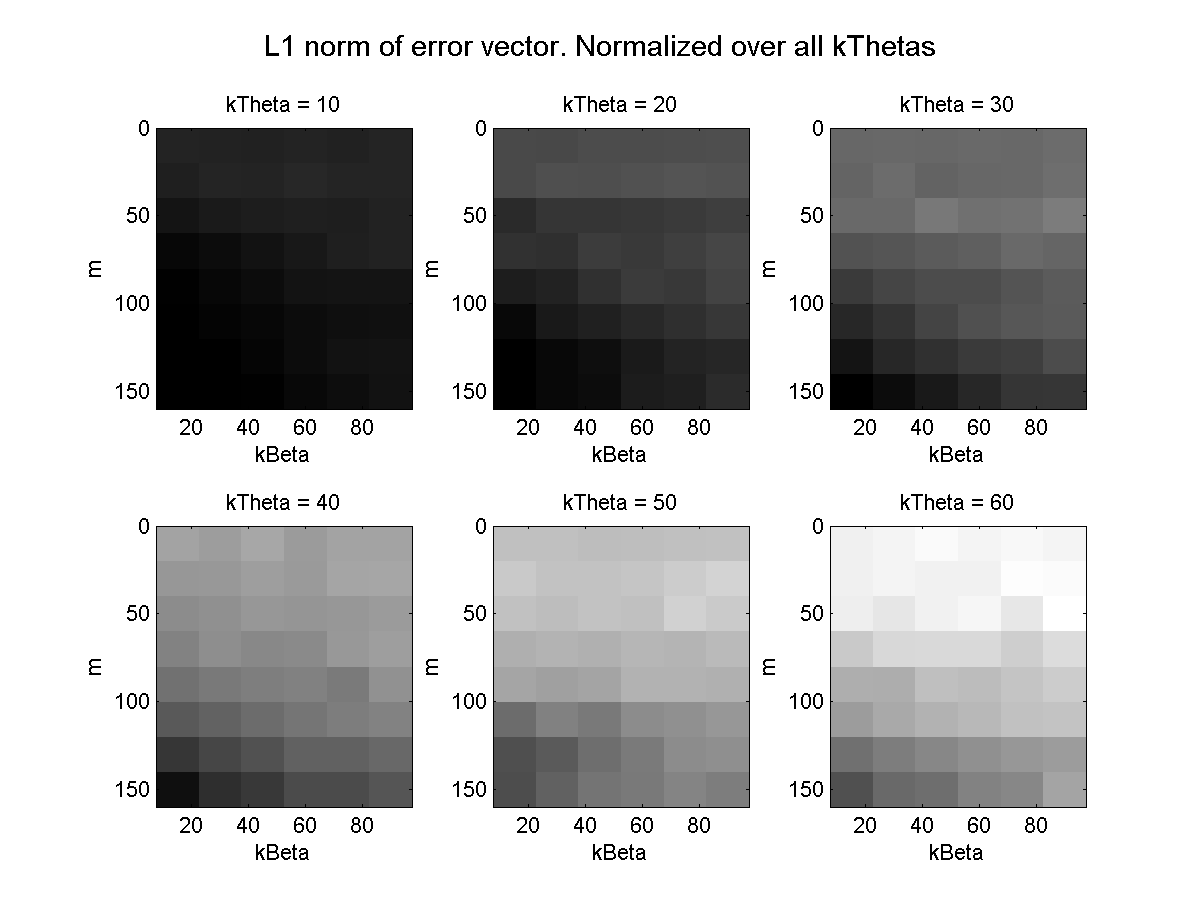 L1 norm of error vector. Normalized over all kThetas
kTheta = 10
0
50
100
150
m
20 40 60 80
kBeta
kTheta = 20
0
50
100
150
m
20 40 60 80
kBeta
kTheta = 30
0
50
100
150
m
20 40 60 80
kBeta
kTheta = 40
0
50
100
150
m
20 40 60 80
kBeta
kTheta = 50
0
50
100
150
m
20 40 60 80
kBeta
kTheta = 60
0
50
100
150
m
20 40 60 80
kBeta